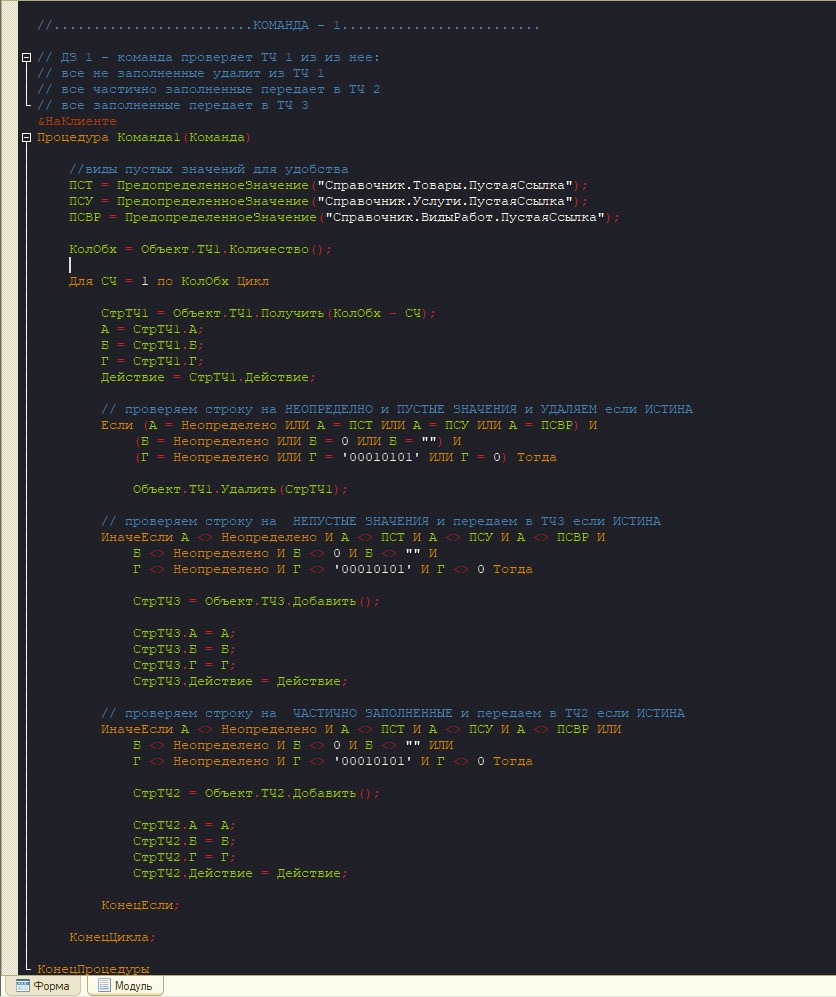 //.........................КОМАНДА - 1.........................
// ДЗ 1 - команда проверяет ТЧ 1 из из нее:
// все не заполненные удалит из ТЧ 1
// все частично заполненные передает в ТЧ 2
// все заполненные передает в ТЧ 3
&НаКлиенте
Процедура Команда1(Команда)
//виды пустых значений для удобства
ПСТ = ПредопределенноеЗначение("Справочник.Товары.ПустаяСсылка");
ПСУ = ПредопределенноеЗначение("Справочник.Услуги.ПустаяСсылка");
ПСВР = ПредопределенноеЗначение("Справочник.ВидыРабот.ПустаяСсылка");
КолОбх = Объект.ТЧ1.Количество();
Для СЧ = 1 по КолОбх Цикл
СтрТЧ1 = Объект.ТЧ1.Получить(КолОбх - СЧ);
А = СтрТЧ1.А;
Б = СтрТЧ1.Б;
Г = СтрТЧ1.Г;
Действие = СтрТЧ1.Действие;
// проверяем строку на НЕОПРЕДЕЛНО и ПУСТЫЕ ЗНАЧЕНИЯ и УДАЛЯЕМ если ИСТИНА
Если (А = Неопределено ИЛИ А = ПСТ ИЛИ А = ПСУ ИЛИ А = ПСВР) И
(Б = Неопределено ИЛИ Б = 0 ИЛИ Б = "") И
(Г = Неопределено ИЛИ Г = '00010101' ИЛИ Г = 0) Тогда
Объект.ТЧ1.Удалить(СтрТЧ1);
// проверяем строку на  НЕПУСТЫЕ ЗНАЧЕНИЯ и передаем в ТЧ3 если ИСТИНА
ИначеЕсли А <> Неопределено И А <> ПСТ И А <> ПСУ И А <> ПСВР И
Б <> Неопределено И Б <> 0 И Б <> "" И
Г <> Неопределено И Г <> '00010101' И Г <> 0 Тогда
СтрТЧ3 = Объект.ТЧ3.Добавить();
СтрТЧ3.А = А;
СтрТЧ3.Б = Б;
СтрТЧ3.Г = Г;
СтрТЧ3.Действие = Действие;
// проверяем строку на  ЧАСТИЧНО ЗАПОЛНЕННЫЕ и передаем в ТЧ2 если ИСТИНА
ИначеЕсли А <> Неопределено И А <> ПСТ И А <> ПСУ И А <> ПСВР ИЛИ
Б <> Неопределено И Б <> 0 И Б <> "" ИЛИ
Г <> Неопределено И Г <> '00010101' И Г <> 0 Тогда
СтрТЧ2 = Объект.ТЧ2.Добавить();
СтрТЧ2.А = А;
СтрТЧ2.Б = Б;
СтрТЧ2.Г = Г;
СтрТЧ2.Действие = Действие;
КонецЕсли;
КонецЦикла;
КонецПроцедуры
Форма Модуль